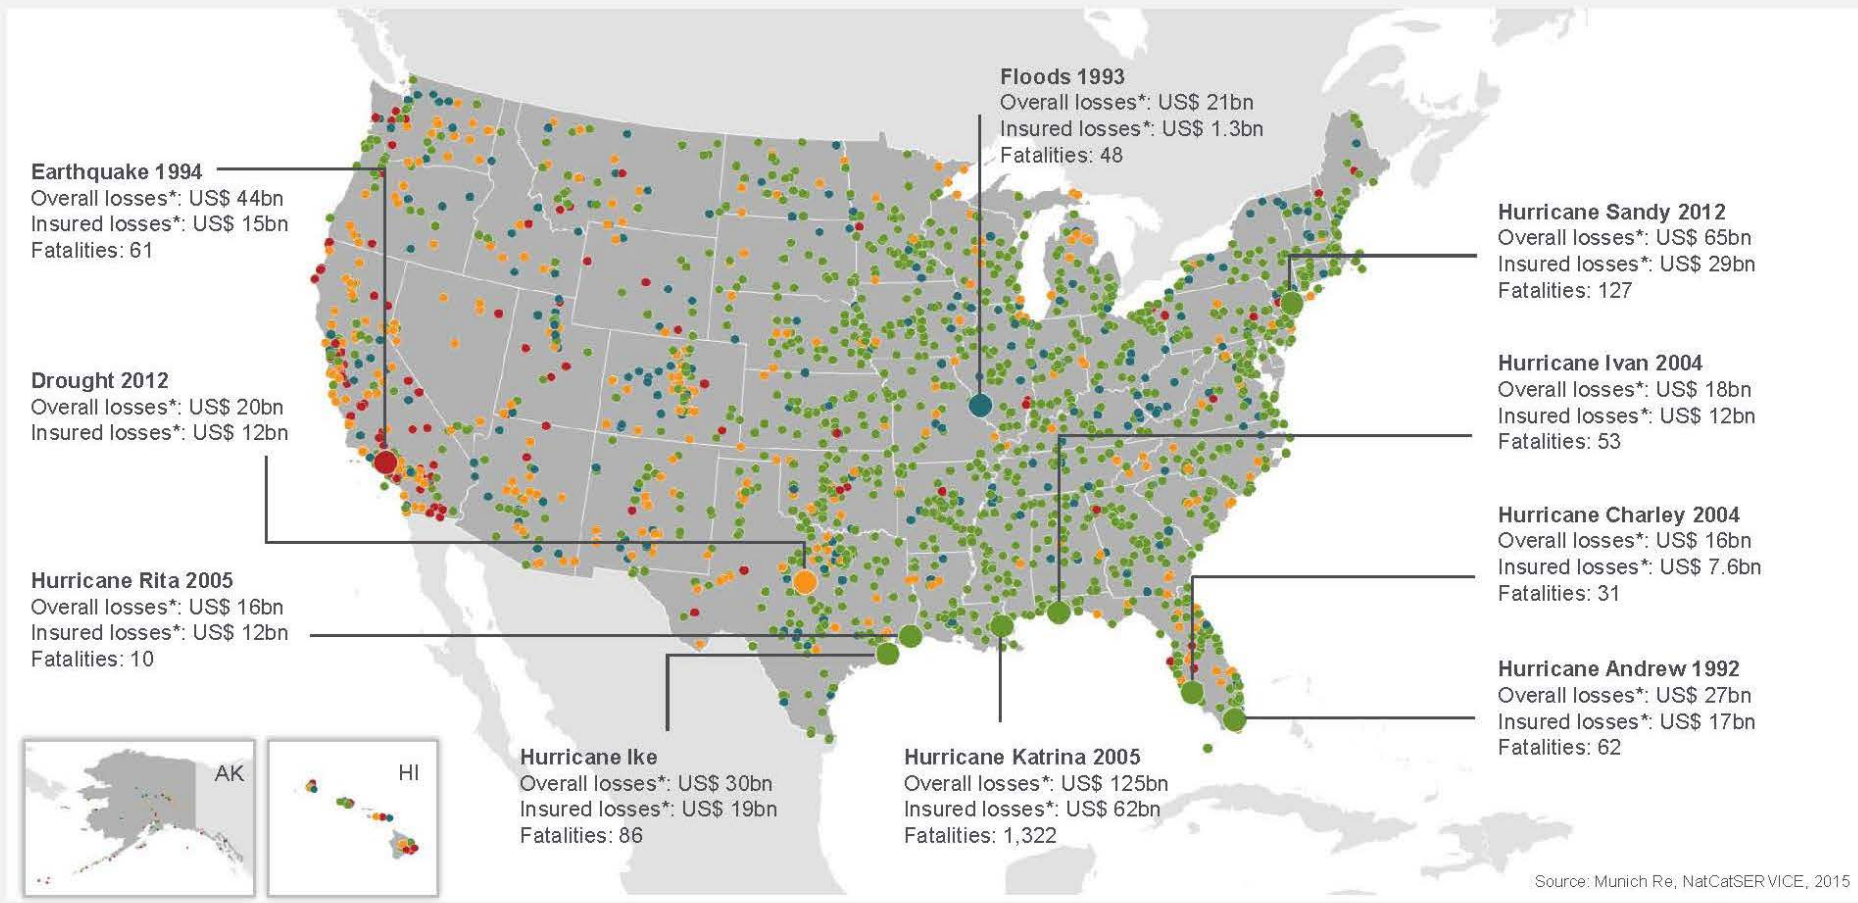 Floods 1993
Overall losses*: US$ 21bn
Insured losses*: US$ 1.3bn
Fatalities: 48
Earthquake 1994
Overall losses*: US$ 44bn
Insured losses*: US$ 15bn
Fatalities: 61
Hurricane Sandy 2012
Overall losses*: US$ 65bn
Insured losses*: US$ 29bn
Fatalities: 127
Drought 2012
Overall losses*: US$ 20bn
Insured losses*: US$ 12bn
Hurricane Ivan 2004
Overall losses*: US$ 18bn
Insured losses*: US$ 12bn
Fatalities: 53
Hurricane Charley 2004
Overall losses*: US$ 16bn
Insured losses*: US$ 7.6bn
Fatalities: 31
Hurricane Rita 2005
Overall losses*: US$ 16bn
Insured losses*: US$ 12bn
Fatalities: 10
Hurricane Andrew 1992
Overall losses*: US$ 27bn
Insured losses*: US$ 17bn
Fatalities: 62
AK
HI
Hurricane Ike
Overall losses*: US$ 30bn
Insured losses*: US$ 19bn
Fatalities: 86
Hurricane Katrina 2005
Overall losses*: US$ 125bn
Insured losses*: US$ 62bn
Fatalities: 1,322
Source: Munich Re, NatCatSERVICE, 2015